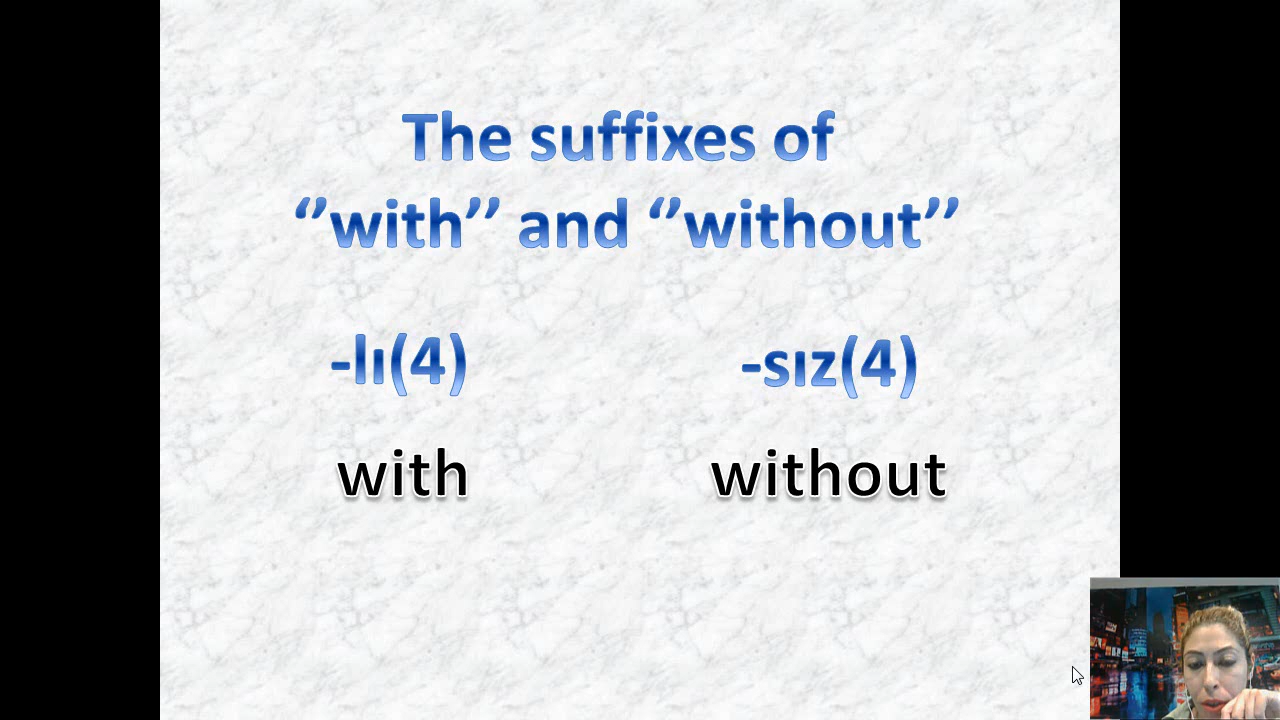 The suffixes of
‘’with’’ and ‘’without’’
-lı(4) -sız(4)
with without